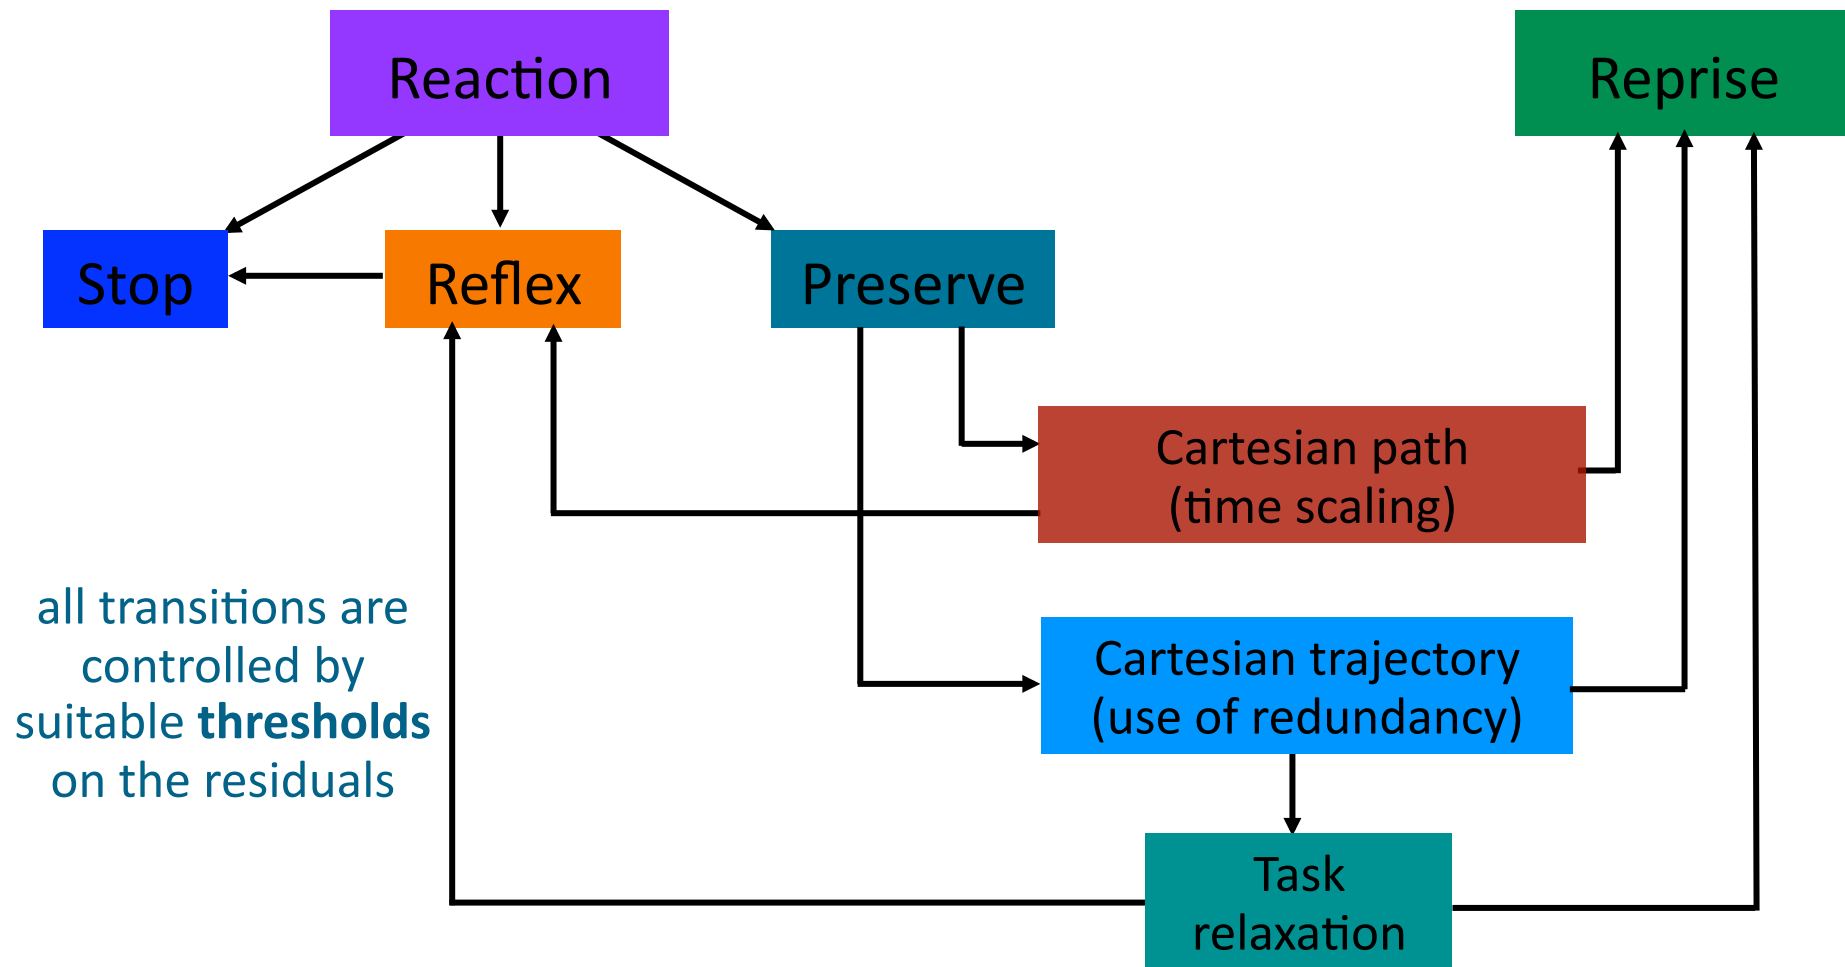 Reaction
Reprise
Stop
Reflex
Preserve
Cartesian path
(time scaling)
all transitions are
controlled by
suitable thresholds
on the residuals
Cartesian trajectory
(use of redundancy)
Task
relaxation